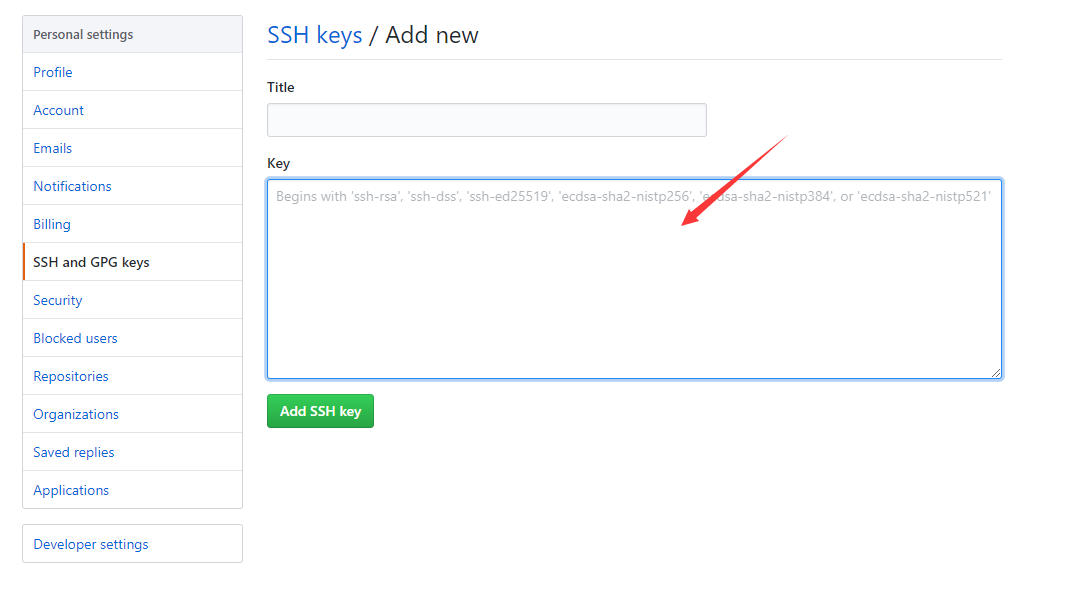 Personal settings
Profile
Account
Emails
Notifications
Billing
SSH and GPG keys
Security
Blocked users
Repositories
Organizations
Saved replies
Applications
Developer settings
SSH keys / Add new
Title
Key
Begins with 'ssh-rsa', 'ssh-dss', 'ssh-ed25519', 'ecdsa-sha2-nistp256', 'ecdsa-sha2-nistp384', or 'ecdsa-sha2-nistp521'
Add SSH key